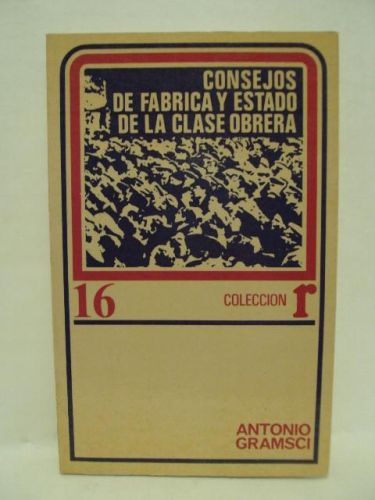 CONSEJOS
DE FABRICA Y ESTADO
DE LA CLASE OBRERA
16
COLECCION r
ANTONIO
GRAMSCI